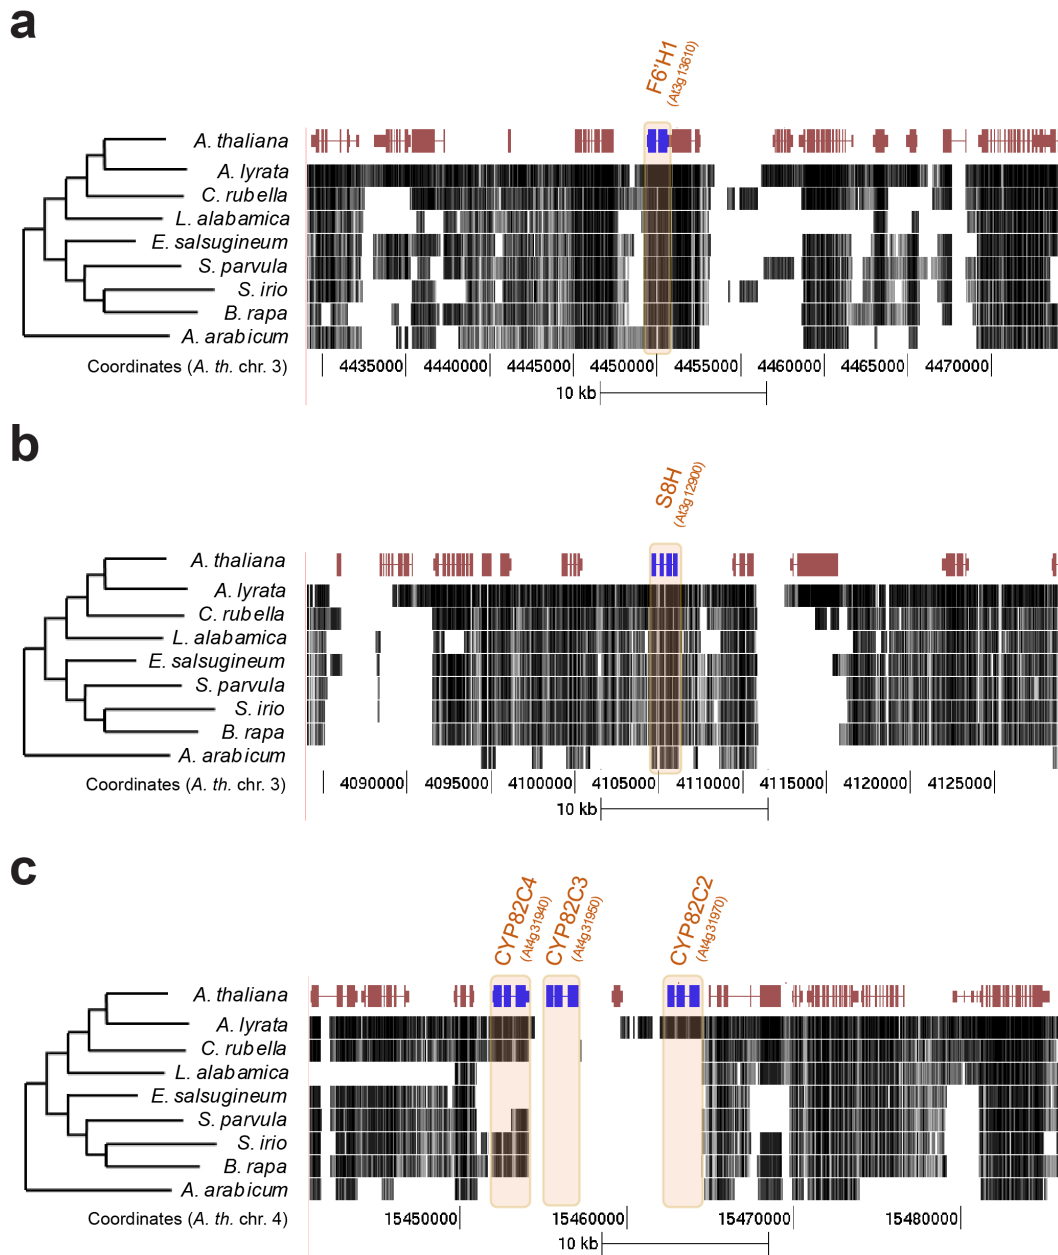 a
F6'H1
(At3g13610)
A. thaliana
A. lyrata
C. rubella
L. alabamica
E. salsugineum
S. parvula
S. irio
B. rapa
A. arabicum
Coordinates (A. th. chr. 3)
4435000 4440000 4445000 4450000 4455000 4460000 4465000 4470000
10 kb
b
S8H
(At3g12900)
A. thaliana
A. lyrata
C. rubella
L. alabamica
E. salsugineum
S. parvula
S. irio
B. rapa
A. arabicum
Coordinates (A. th. chr. 3)
4090000 4095000 4100000 4105000 4110000 4115000 4120000 4125000
10 kb
c
CYP82C4
(At4g31940)
CYP82C3
(At4g31950)
CYP82C2
(At4g31970)
A. thaliana
A. lyrata
C. rubella
L. alabamica
E. salsugineum
S. parvula
S. irio
B. rapa
A. arabicum
Coordinates (A. th. chr. 4)
15450000 15460000 15470000 15480000
10 kb